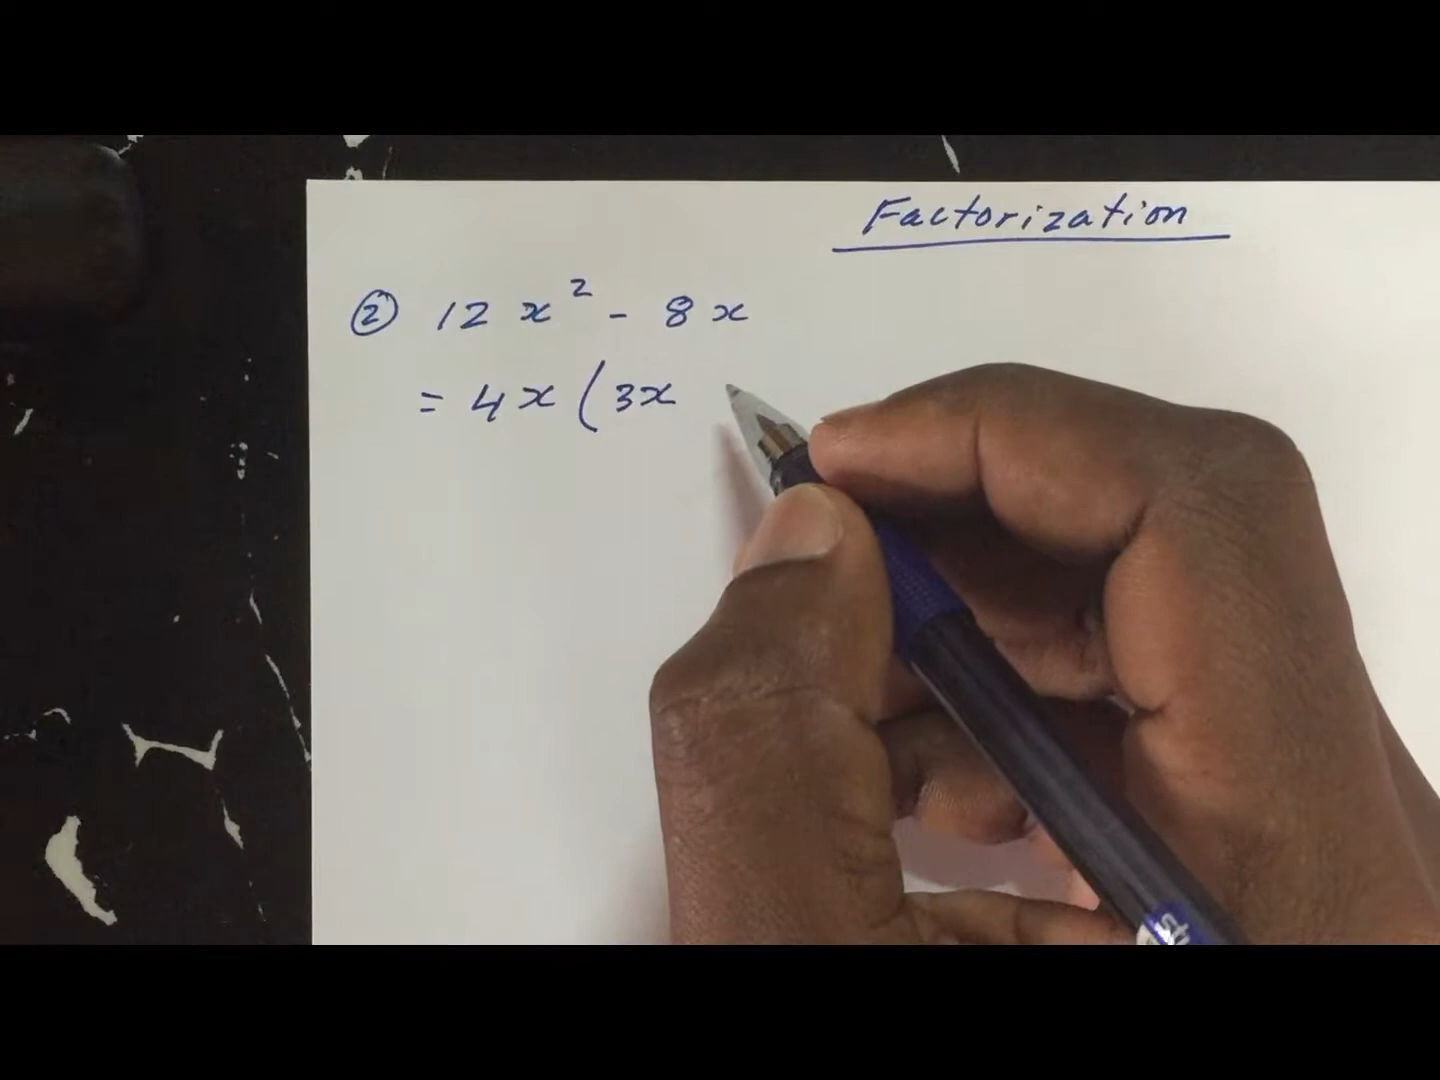 Factorization
② 12x² - 8x
= 4x (3x